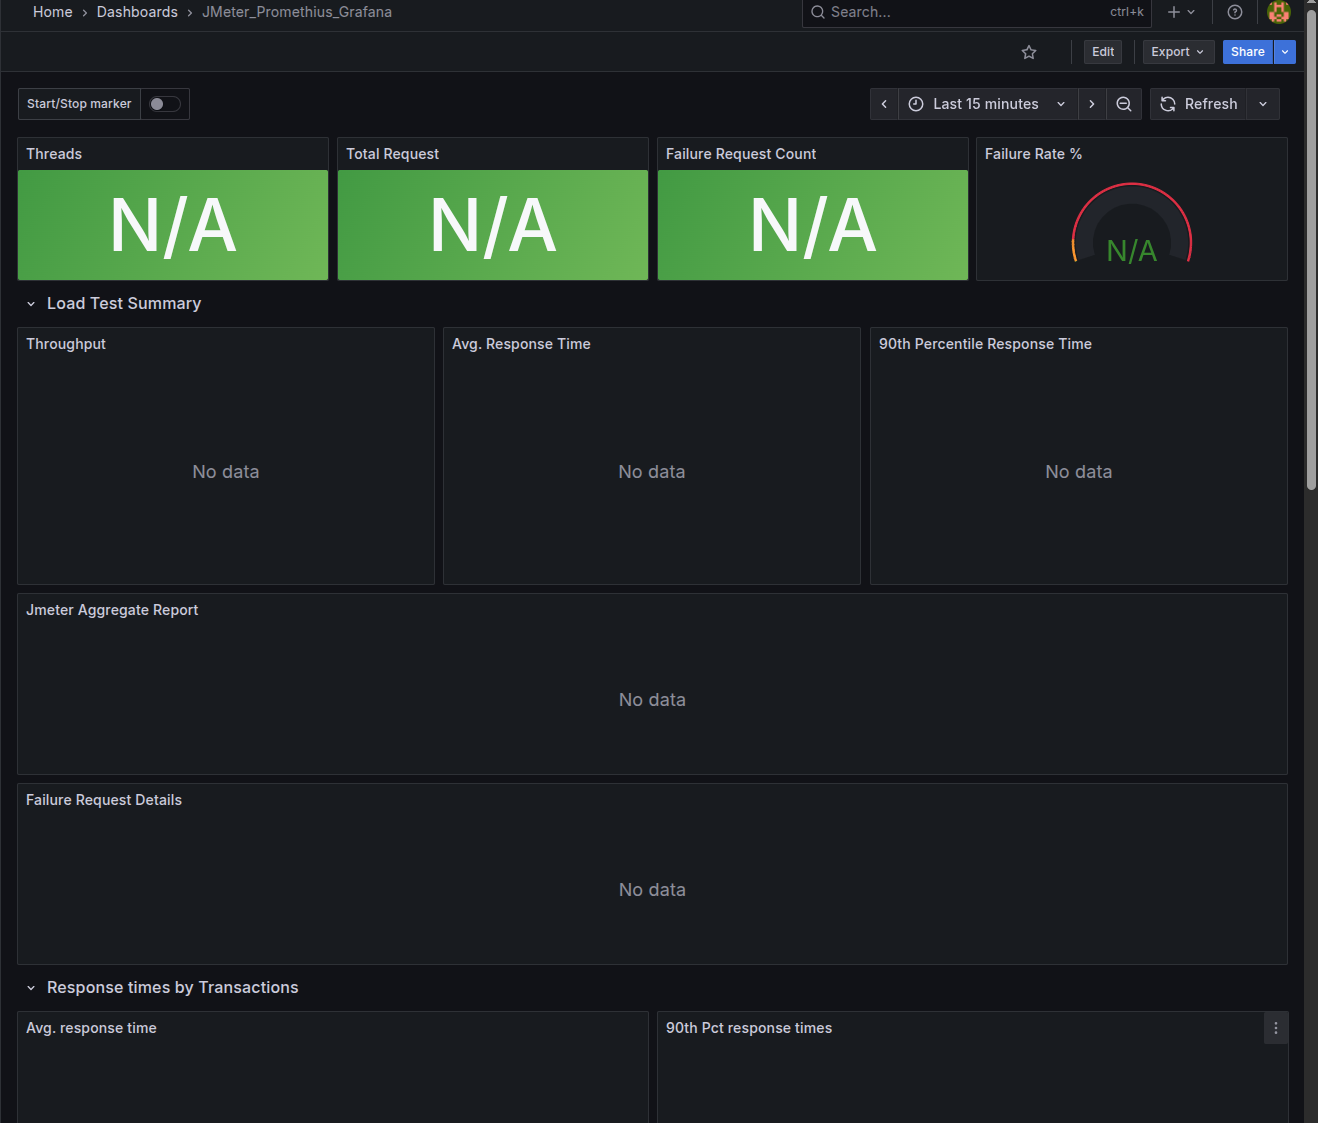 Home › Dashboards › JMeter_Promethius_Grafana
Search... ctrl+k
Edit Export Share
Start/Stop marker
Last 15 minutes Refresh
Threads
N/A
Total Request
N/A
Failure Request Count
N/A
Failure Rate %
N/A
Load Test Summary
Throughput
No data
Avg. Response Time
No data
90th Percentile Response Time
No data
Jmeter Aggregate Report
No data
Failure Request Details
No data
Response times by Transactions
Avg. response time
90th Pct response times